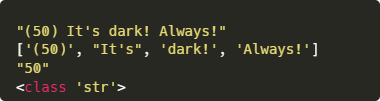 "(50) It's dark! Always!"
['(50)', "It's", 'dark!', 'Always!']
"50"
<class 'str'>